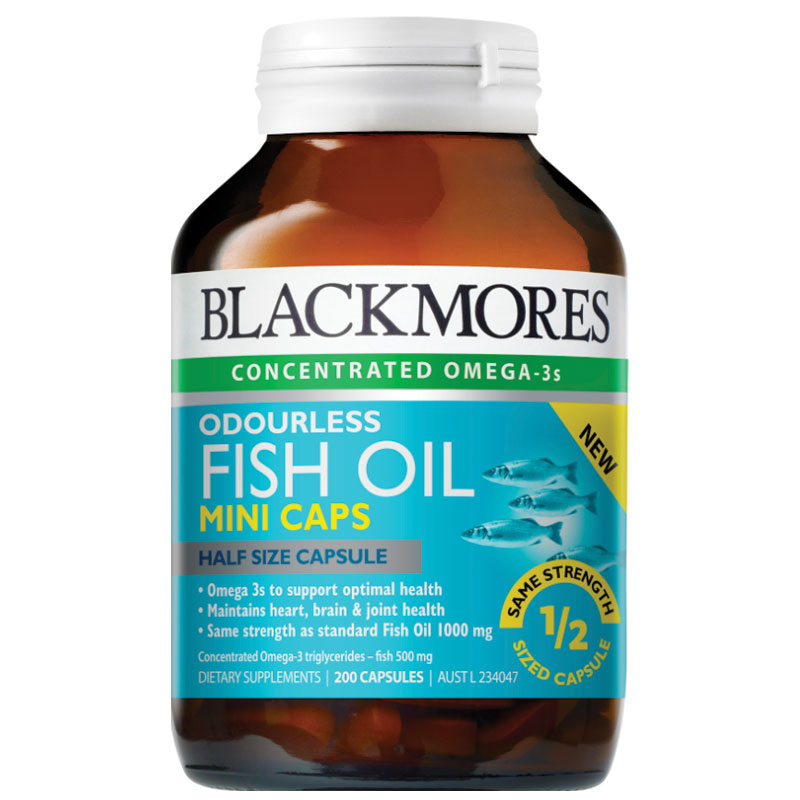 BLACKMORES
CONCENTRATED OMEGA-3s
ODOURLESS
FISH OIL
MINI CAPS
NEW
HALF SIZE CAPSULE
• Omega 3s to support optimal health
• Maintains heart, brain & joint health
• Same strength as standard Fish Oil 1000 mg
SAME STRENGTH
1/2
SIZED CAPSULE
Concentrated Omega-3 triglycerides – fish 500 mg
DIETARY SUPPLEMENTS | 200 CAPSULES | AUST L 234047